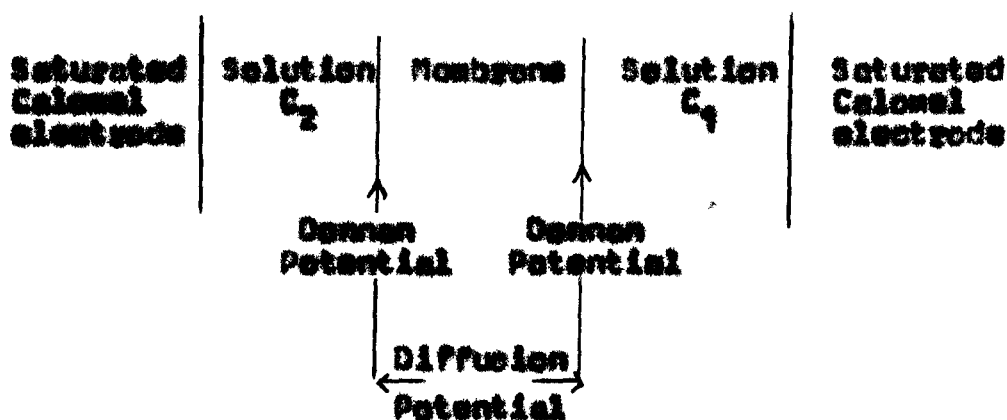 Saturated Solution Membrane Solution Saturated
Calomel C2 C1 Calomel
electrode electrode
Donnan Donnan
Potential Potential
Diffusion
Potential